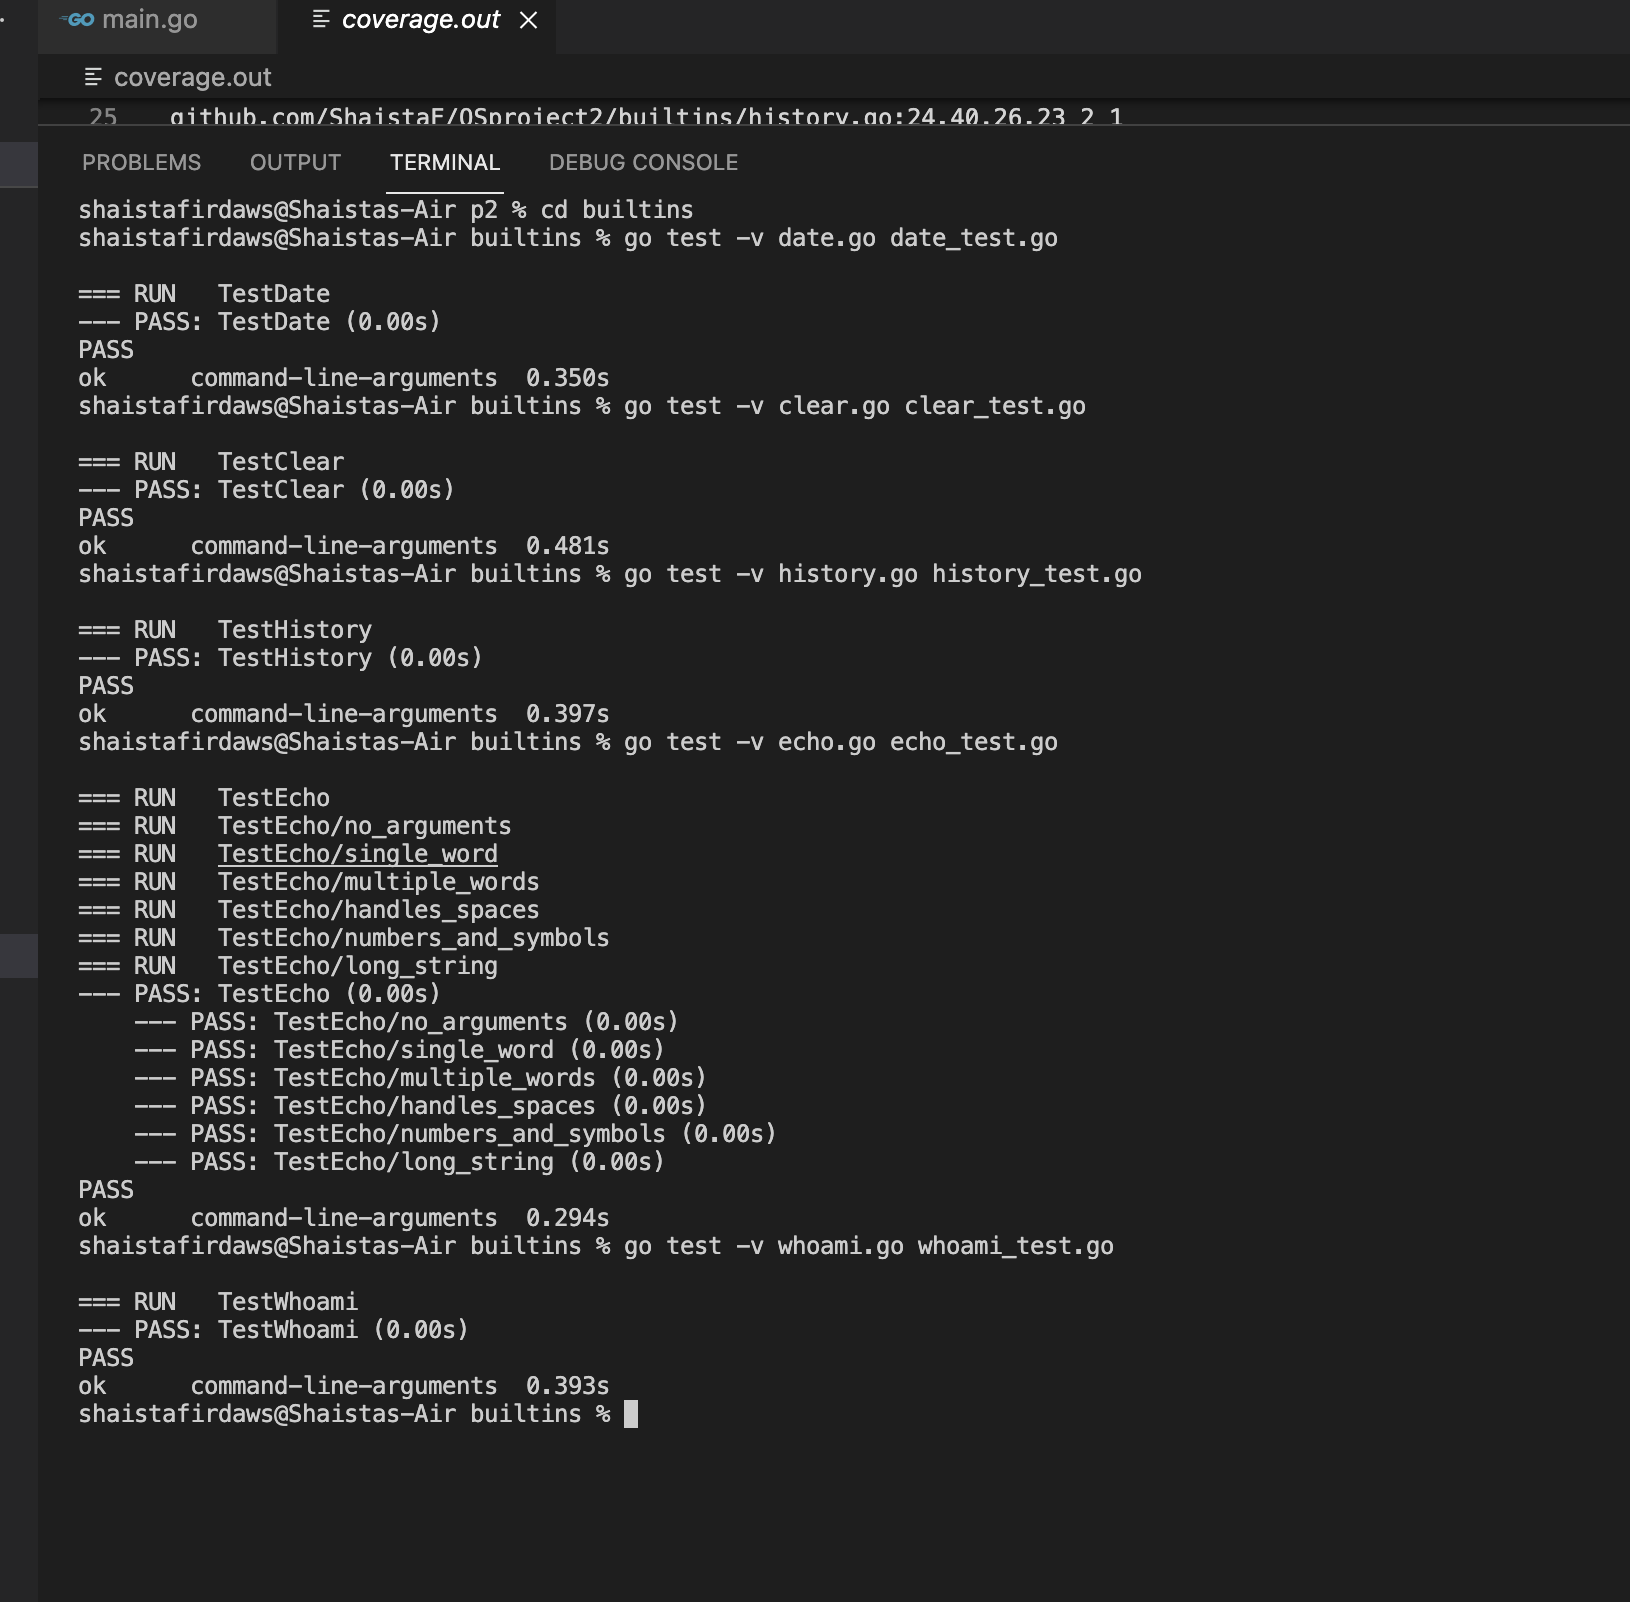 GO main.go
coverage.out
coverage.out
25 github.com/ShaistaF/OSproject2/builtins/history.go:24.40,26.23 2 1
PROBLEMS OUTPUT TERMINAL DEBUG CONSOLE
shaistafirdaws@Shaistas-Air p2 % cd builtins
shaistafirdaws@Shaistas-Air builtins % go test -v date.go date_test.go
=== RUN   TestDate
--- PASS: TestDate (0.00s)
PASS
ok      command-line-arguments  0.350s
shaistafirdaws@Shaistas-Air builtins % go test -v clear.go clear_test.go
=== RUN   TestClear
--- PASS: TestClear (0.00s)
PASS
ok      command-line-arguments  0.481s
shaistafirdaws@Shaistas-Air builtins % go test -v history.go history_test.go
=== RUN   TestHistory
--- PASS: TestHistory (0.00s)
PASS
ok      command-line-arguments  0.397s
shaistafirdaws@Shaistas-Air builtins % go test -v echo.go echo_test.go
=== RUN   TestEcho
=== RUN   TestEcho/no_arguments
=== RUN   TestEcho/single_word
=== RUN   TestEcho/multiple_words
=== RUN   TestEcho/handles_spaces
=== RUN   TestEcho/numbers_and_symbols
=== RUN   TestEcho/long_string
--- PASS: TestEcho (0.00s)
    --- PASS: TestEcho/no_arguments (0.00s)
    --- PASS: TestEcho/single_word (0.00s)
    --- PASS: TestEcho/multiple_words (0.00s)
    --- PASS: TestEcho/handles_spaces (0.00s)
    --- PASS: TestEcho/numbers_and_symbols (0.00s)
    --- PASS: TestEcho/long_string (0.00s)
PASS
ok      command-line-arguments  0.294s
shaistafirdaws@Shaistas-Air builtins % go test -v whoami.go whoami_test.go
=== RUN   TestWhoami
--- PASS: TestWhoami (0.00s)
PASS
ok      command-line-arguments  0.393s
shaistafirdaws@Shaistas-Air builtins %